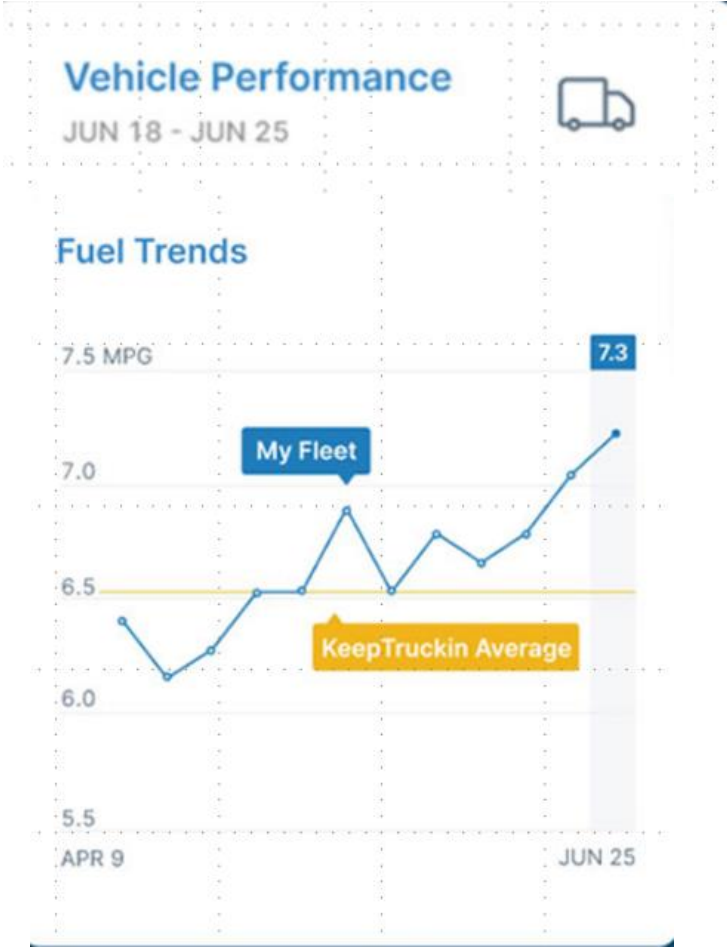 Vehicle Performance
JUN 18 - JUN 25
Fuel Trends
7.5 MPG
7.3
My Fleet
7.0
6.5
KeepTruckin Average
6.0
5.5
APR 9
JUN 25